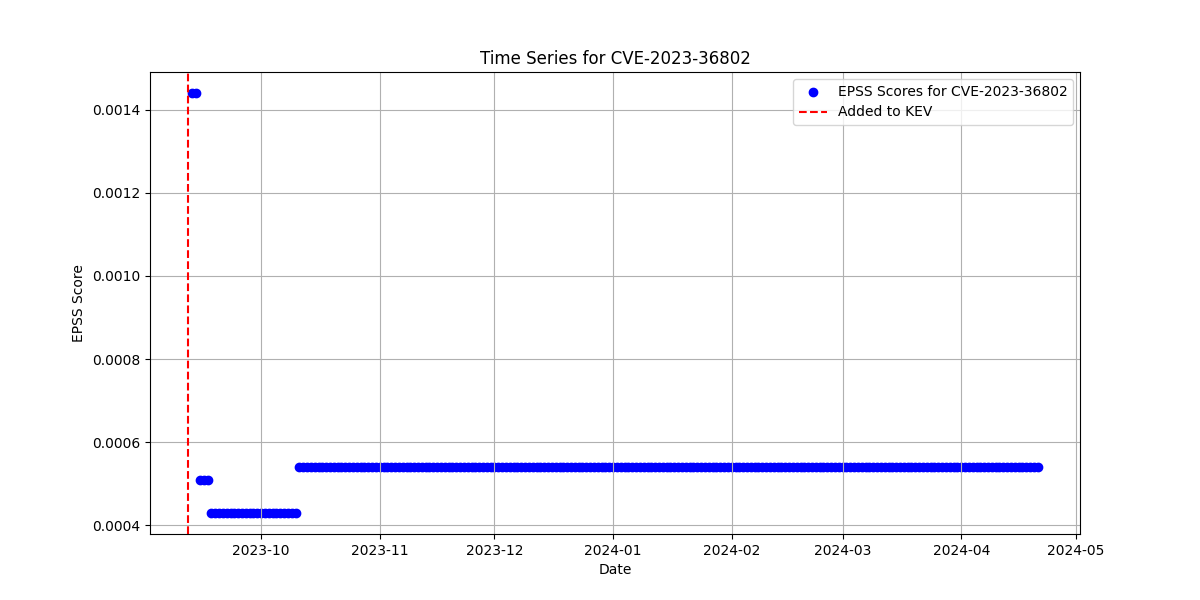 Time Series for CVE-2023-36802
EPSS Scores for CVE-2023-36802
Added to KEV
EPSS Score
0.0014
0.0012
0.0010
0.0008
0.0006
0.0004
2023-10
2023-11
2023-12
2024-01
2024-02
2024-03
2024-04
2024-05
Date